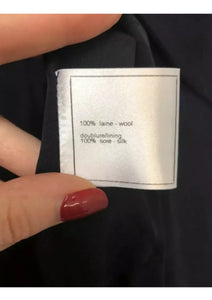 100% laine - wool
doublure/lining
100% soie - silk